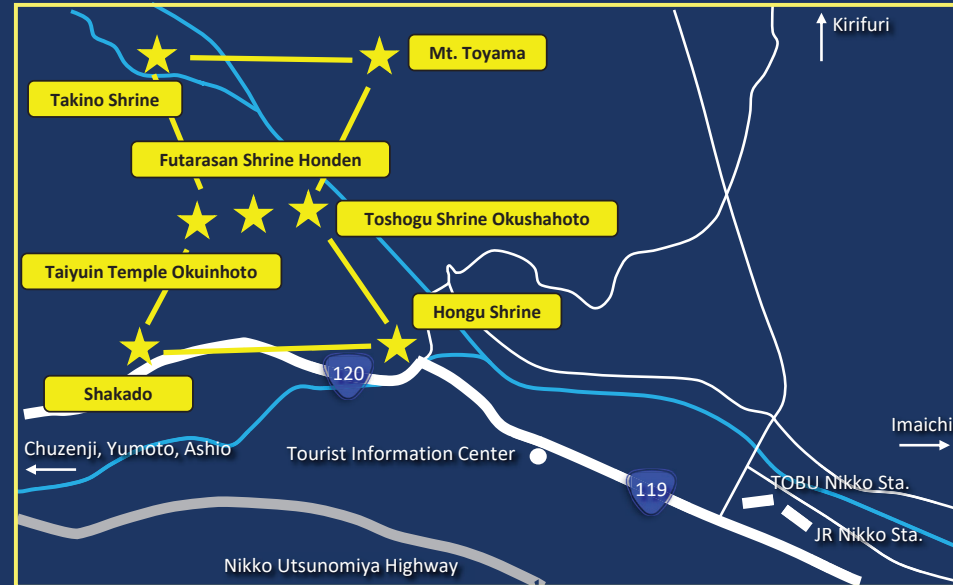 Kirifuri
Mt. Toyama
Takino Shrine
Futarasan Shrine Honden
Toshogu Shrine Okushahoto
Taiyuin Temple Okuinhoto
Hongu Shrine
120
Shakado
Imaichi
Chuzenji, Yumoto, Ashio
Tourist Information Center
119
TOBU Nikko Sta.
JR Nikko Sta.
Nikko Utsunomiya Highway